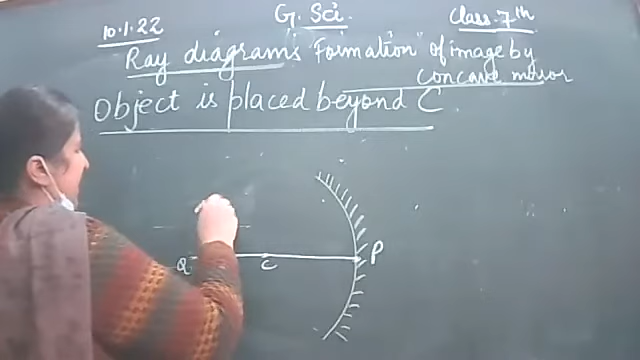 10.1.22 G. Sci. Class. 7th
Ray diagrams "Formation" of image by
concave mirror
Object is placed beyond C.
Q C P